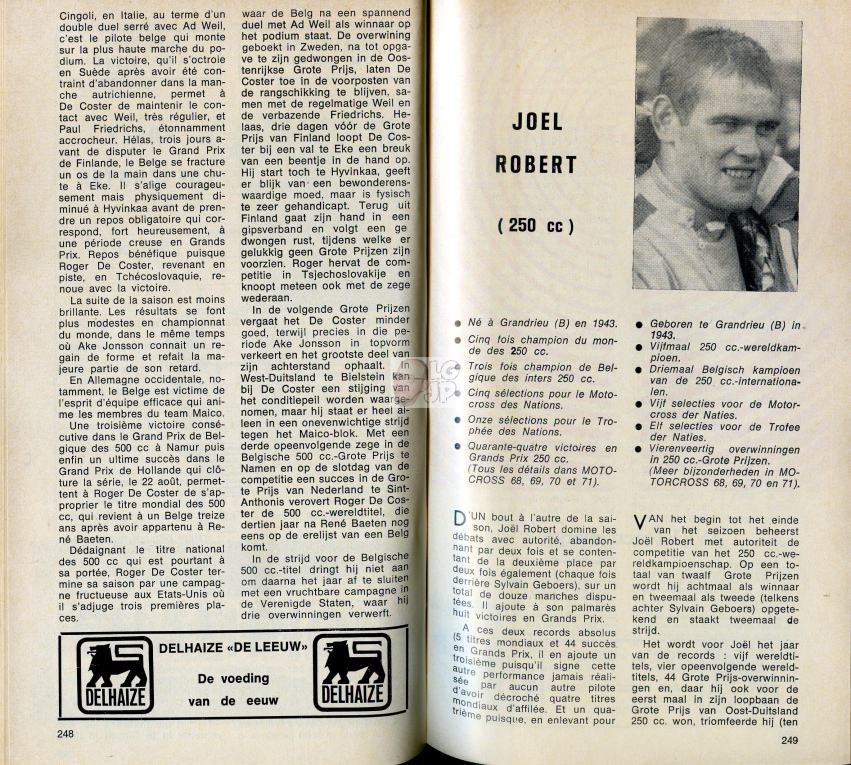 Cingoli, en Italie, au terme d'un
double duel serré avec Ad Weil,
c'est le pilote belge qui monte
sur la plus haute marche du po-
dium. La victoire, qu'il s'octroie
en Suède après avoir été con-
traint d'abandonner dans la man-
che autrichienne, permet à
De Coster de maintenir le con-
tact avec Weil, très régulier, et
Paul Friedrichs, étonnamment
accrocheur. Hélas, trois jours a-
vant de disputer le Grand Prix
de Finlande, le Belge se fracture
un os de la main dans une chu-
te à Eke. Il s'alige courageu-
sement mais physiquement di-
minué à Hyvinkaa avant de pren-
dre un repos obligatoire qui cor-
respond, fort heureusement, à
une période creuse en Grands
Prix. Repos bénéfique puisque
Roger De Coster, revenant en
piste, en Tchécoslovaquie, re-
noue avec la victoire.
La suite de la saison est moins
brillante. Les résultats se font
plus modestes en championnat
du monde, dans le même temps
où Ake Jonsson connait un re-
gain de forme et refait la ma-
jeure partie de son retard.
En Allemagne occidentale, no-
tamment, le Belge est victime de
l'esprit d'équipe efficace qui ani-
me les membres du team Maico.
Une troisième victoire consé-
cutive dans le Grand Prix de Bel-
gique des 500 cc à Namur puis
enfin un ultime succès dans le
Grand Prix de Hollande qui clô-
ture la série, le 22 août, permet-
tent à Roger De Coster de s'ap-
proprier le titre mondial des 500
cc, qui revient à un Belge treize
ans après avoir appartenu à Re-
né Baeten.
Dédaignant le titre national
des 500 cc qui est pourtant à
sa portée, Roger De Coster ter-
mine sa saison par une campag-
ne fructueuse aux Etats-Unis où
il s'adjuge trois premières pla-
ces.
waar de Belg na een spannend
duel met Ad Weil als winnaar op
het podium staat. De overwining
geboekt in Zweden, na tot opga-
ve te zijn gedwongen in de Oos-
tenrijkse Grote Prijs, laten De
Coster toe in de voorposten van
de rangschikking te blijven, sa-
men met de regelmatige Weil en
de verbazende Friedrichs. He-
laas, drie dagen vóór de Grote
Prijs van Finland loopt De Cos-
ter bij een val te Eke een breuk
van een beentje in de hand op.
Hij start toch te Hyvinkaa, geeft
er blijk van een bewonderens-
waardige moed, maar is fysisch
te zeer gehandicapt. Terug uit
Finland gaat zijn hand in een
gipsverband en volgt een ge
dwongen rust, tijdens welke er
gelukkig geen Grote Prijzen zijn
voorzien. Roger hervat de com-
petitie in Tsjechoslovakije en
knoopt meteen ook met de zege
wederaan.
In de volgende Grote Prijzen
vergaat het De Coster minder
goed, terwijl precies in die pe-
riode Ake Jonsson in topvorm
verkeert en het grootste deel van
zijn achterstand ophaalt. In
West-Duitsland te Bielstein kan
bij De Coster een stijging van
het conditiepeil worden waarge-
nomen, maar hij staat er heel al-
leen in een onevenwichtige strijd
tegen het Maico-blok. Met een
derde opeenvolgende zege in de
Belgische 500 cc.-Grote Prijs te
Namen en op de slotdag van de
competitie een succes in de Gro-
te Prijs van Nederland te Sint-
Anthonis verovert Roger De Cos-
ter de 500 cc.-wereldtitel, die
dertien jaar na René Baeten nog
eens op de erelijst van een Belg
komt.
In de strijd voor de Belgische
500 cc.-titel dringt hij niet aan
om daarna het jaar af te sluiten
met een vruchtbare campagne in
de Verenigde Staten, waar hij
drie overwinningen verwerft.
DELHAIZE
DELHAIZE «DE LEEUW»
De voeding
van de eeuw
DELHAIZE
248
JOEL
ROBERT
( 250 cc )
● Né à Grandrieu (B) en 1943.
● Cinq fois champion du mon-
de des 250 cc.
● Trois fois champion de Bel-
gique des inters 250 cc.
● Cinq sélections pour le Moto-
cross des Nations.
● Onze sélections pour le Tro-
phée des Nations.
● Quarante-quatre victoires en
Grands Prix 250 cc.
(Tous les détails dans MOTO-
CROSS 68, 69, 70 et 71).
● Geboren te Grandrieu (B) in
1943.
● Vijfmaal 250 cc.-wereldkam-
pioen.
● Driemaal Belgisch kampioen
van de 250 cc.-internationa-
len.
● Vijf selecties voor de Motor-
cross der Naties.
● Elf selecties voor de Trofee
der Naties.
● Vierenveertig overwinningen
in 250 cc.-Grote Prijzen.
(Meer bijzonderheden in MO-
TORCROSS 68, 69, 70 en 71).
D'UN bout à l'autre de la sai-
son, Joël Robert domine les
débats avec autorité, abandon-
nant par deux fois et se conten-
tant de la deuxième place par
deux fois également (chaque fois
derrière Sylvain Geboers), sur un
total de douze manches dispu-
tées. Il ajoute à son palmarès
huit victoires en Grands Prix.
A ces deux records absolus
(5 titres mondiaux et 44 succès
en Grands Prix, il en ajoute un
troisième puisqu'il signe cette
autre performance jamais réali-
sée par aucun autre pilote
d'avoir décroché quatre titres
mondiaux d'affilée. Et un qua-
trième puisque, en enlevant pour
VAN het begin tot het einde
van het seizoen beheerst
Joël Robert met autoriteit de
competitie van het 250 cc.-we-
reldkampioenschap. Op een to-
taal van twaalf Grote Prijzen
wordt hij achtmaal als winnaar
en tweemaal als tweede (telkens
achter Sylvain Geboers) opgete-
kend en staakt tweemaal de
strijd.
Het wordt voor Joël het jaar
van de records : vijf wereldti-
titels, vier opeenvolgende wereld-
titels, 44 Grote Prijs-overwinnin-
gen en, daar hij ook voor de
eerst maal in zijn loopbaan de
Grote Prijs van Oost-Duitsland
250 cc. won, triomfeerde hij (ten
249